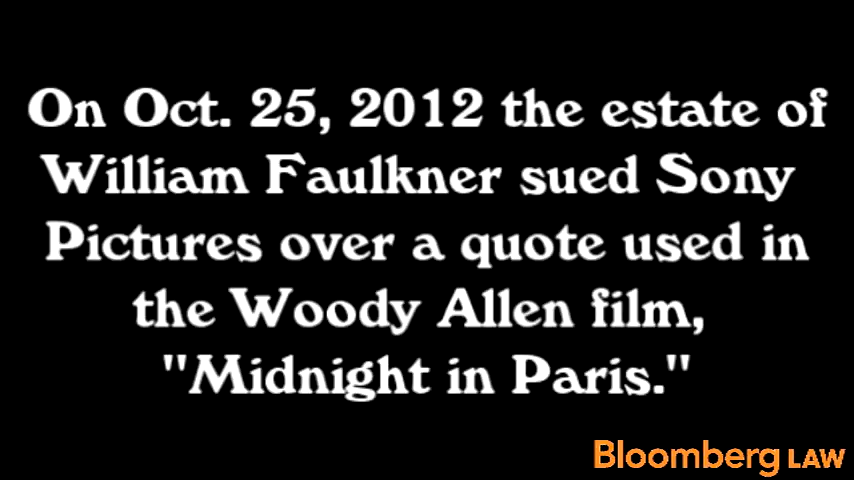 On Oct. 25, 2012 the estate of
William Faulkner sued Sony
Pictures over a quote used in
the Woody Allen film,
"Midnight in Paris."
Bloomberg LAW